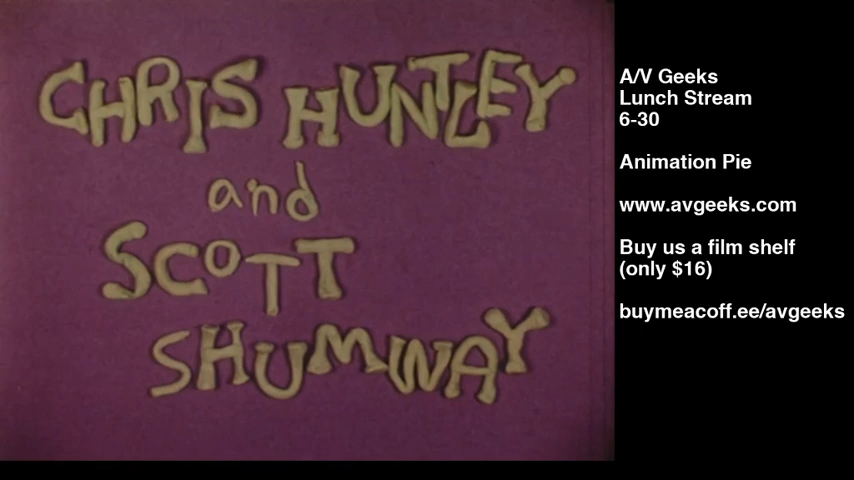 CHRIS HUNTLEY
and
SCOTT
SHUMWAY
A/V Geeks
Lunch Stream
6-30
Animation Pie
www.avgeeks.com
Buy us a film shelf
(only $16)
buymeacoff.ee/avgeeks